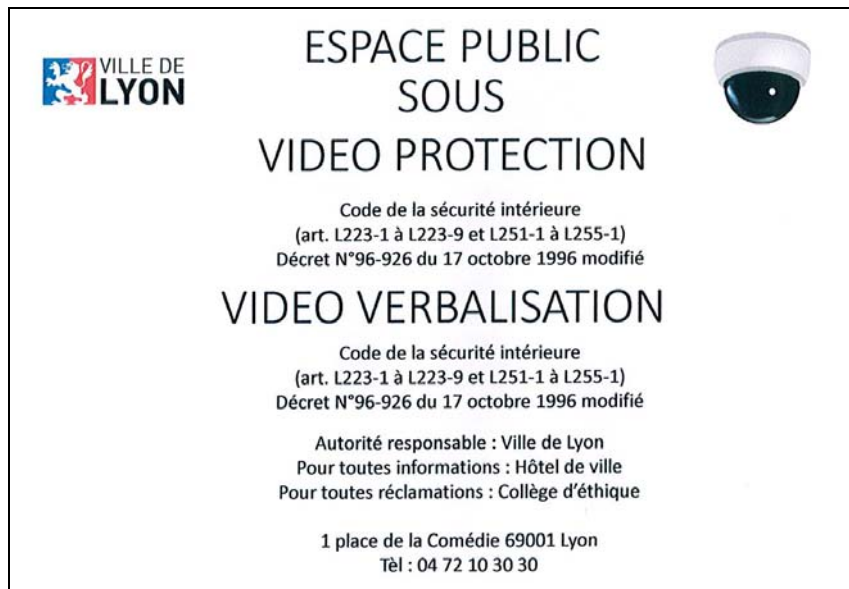 VILLE DE
LYON
ESPACE PUBLIC
SOUS
VIDEO PROTECTION
Code de la sécurité intérieure
(art. L223-1 à L223-9 et L251-1 à L255-1)
Décret N°96-926 du 17 octobre 1996 modifié
VIDEO VERBALISATION
Code de la sécurité intérieure
(art. L223-1 à L223-9 et L251-1 à L255-1)
Décret N°96-926 du 17 octobre 1996 modifié
Autorité responsable : Ville de Lyon
Pour toutes informations : Hôtel de ville
Pour toutes réclamations : Collège d'éthique
1 place de la Comédie 69001 Lyon
Tèl : 04 72 10 30 30